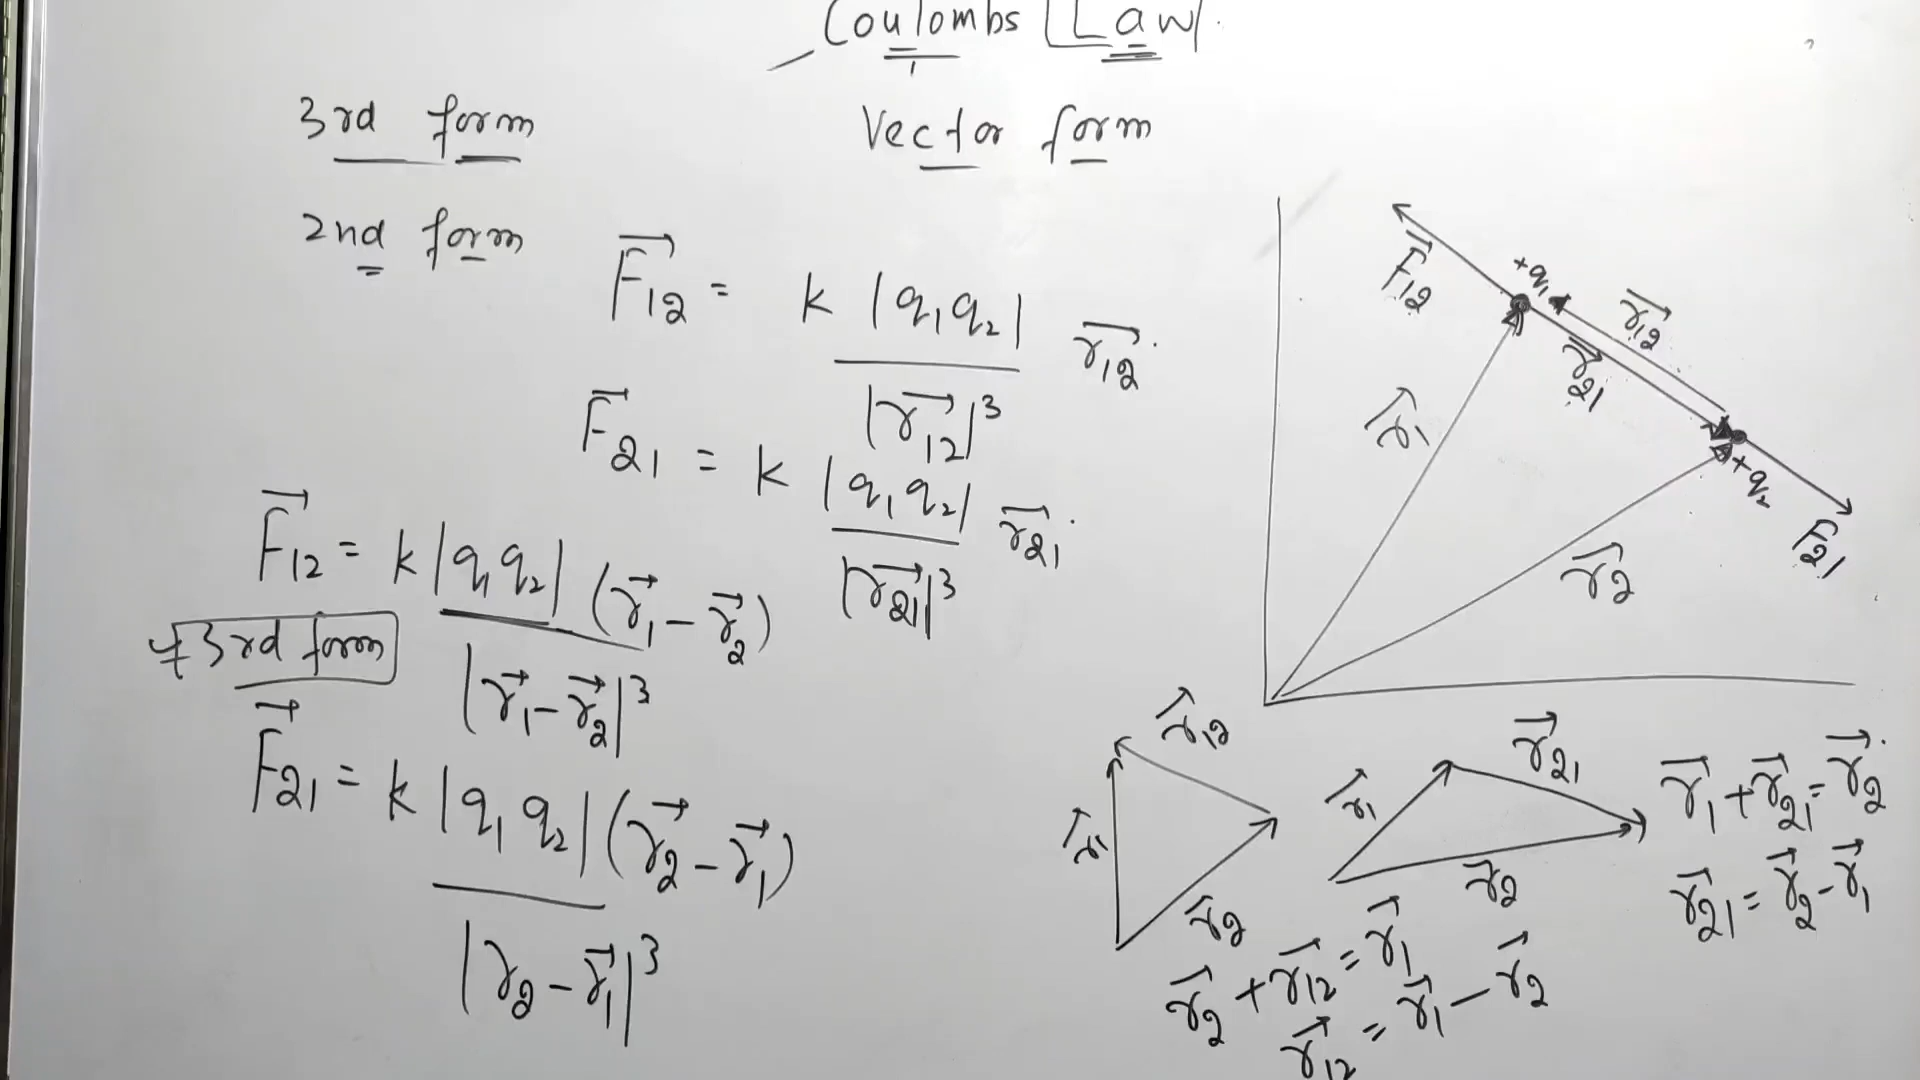 Coulombs Law
3rd form
Vector form
2nd form
F⃗12 = k |q1q2| / |r⃗12|³ r⃗12
F⃗21 = k |q1q2| / |r⃗21|³ r⃗21
F⃗12 = k |q1q2| (r⃗1 - r⃗2) / |r⃗1 - r⃗2|³
3rd form
F⃗21 = k |q1 q2| (r⃗2 - r⃗1) / |r2 - r⃗1|³
F⃗12
+q1
r⃗12
r⃗21
r⃗1
+q2
F⃗21
r⃗2
r⃗12
r⃗1
r⃗2
r⃗21
r⃗1
r⃗2
r⃗1 + r⃗21 = r⃗2
r⃗21 = r⃗2 - r⃗1
r⃗2 + r⃗12 = r⃗1
r⃗12 = r⃗1 - r⃗2